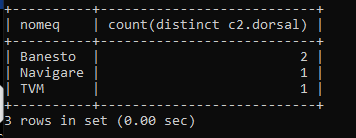 +----------+---------------------------+
| nomeq    | count(distinct c2.dorsal) |
+----------+---------------------------+
| Banesto  |                         2 |
| Navigare |                         1 |
| TVM      |                         1 |
+----------+---------------------------+
3 rows in set (0.00 sec)